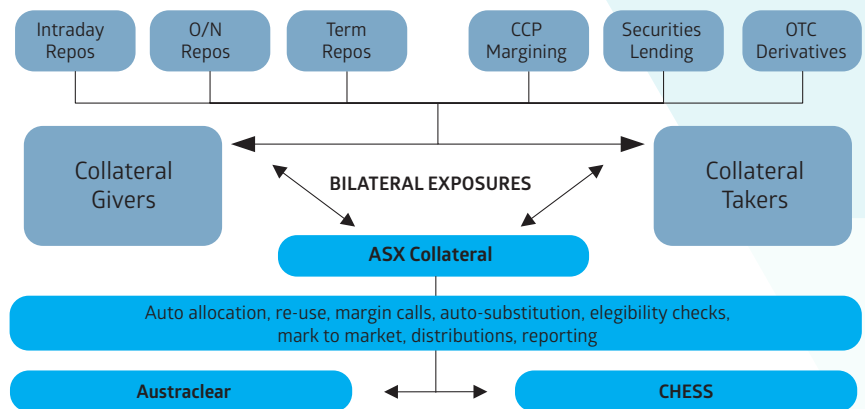 Intraday
Repos
O/N
Repos
Term
Repos
CCP
Margining
Securities
Lending
OTC
Derivatives
Collateral
Givers
BILATERAL EXPOSURES
Collateral
Takers
ASX Collateral
Auto allocation, re-use, margin calls, auto-substitution, elegibility checks,
mark to market, distributions, reporting
Austraclear
CHESS